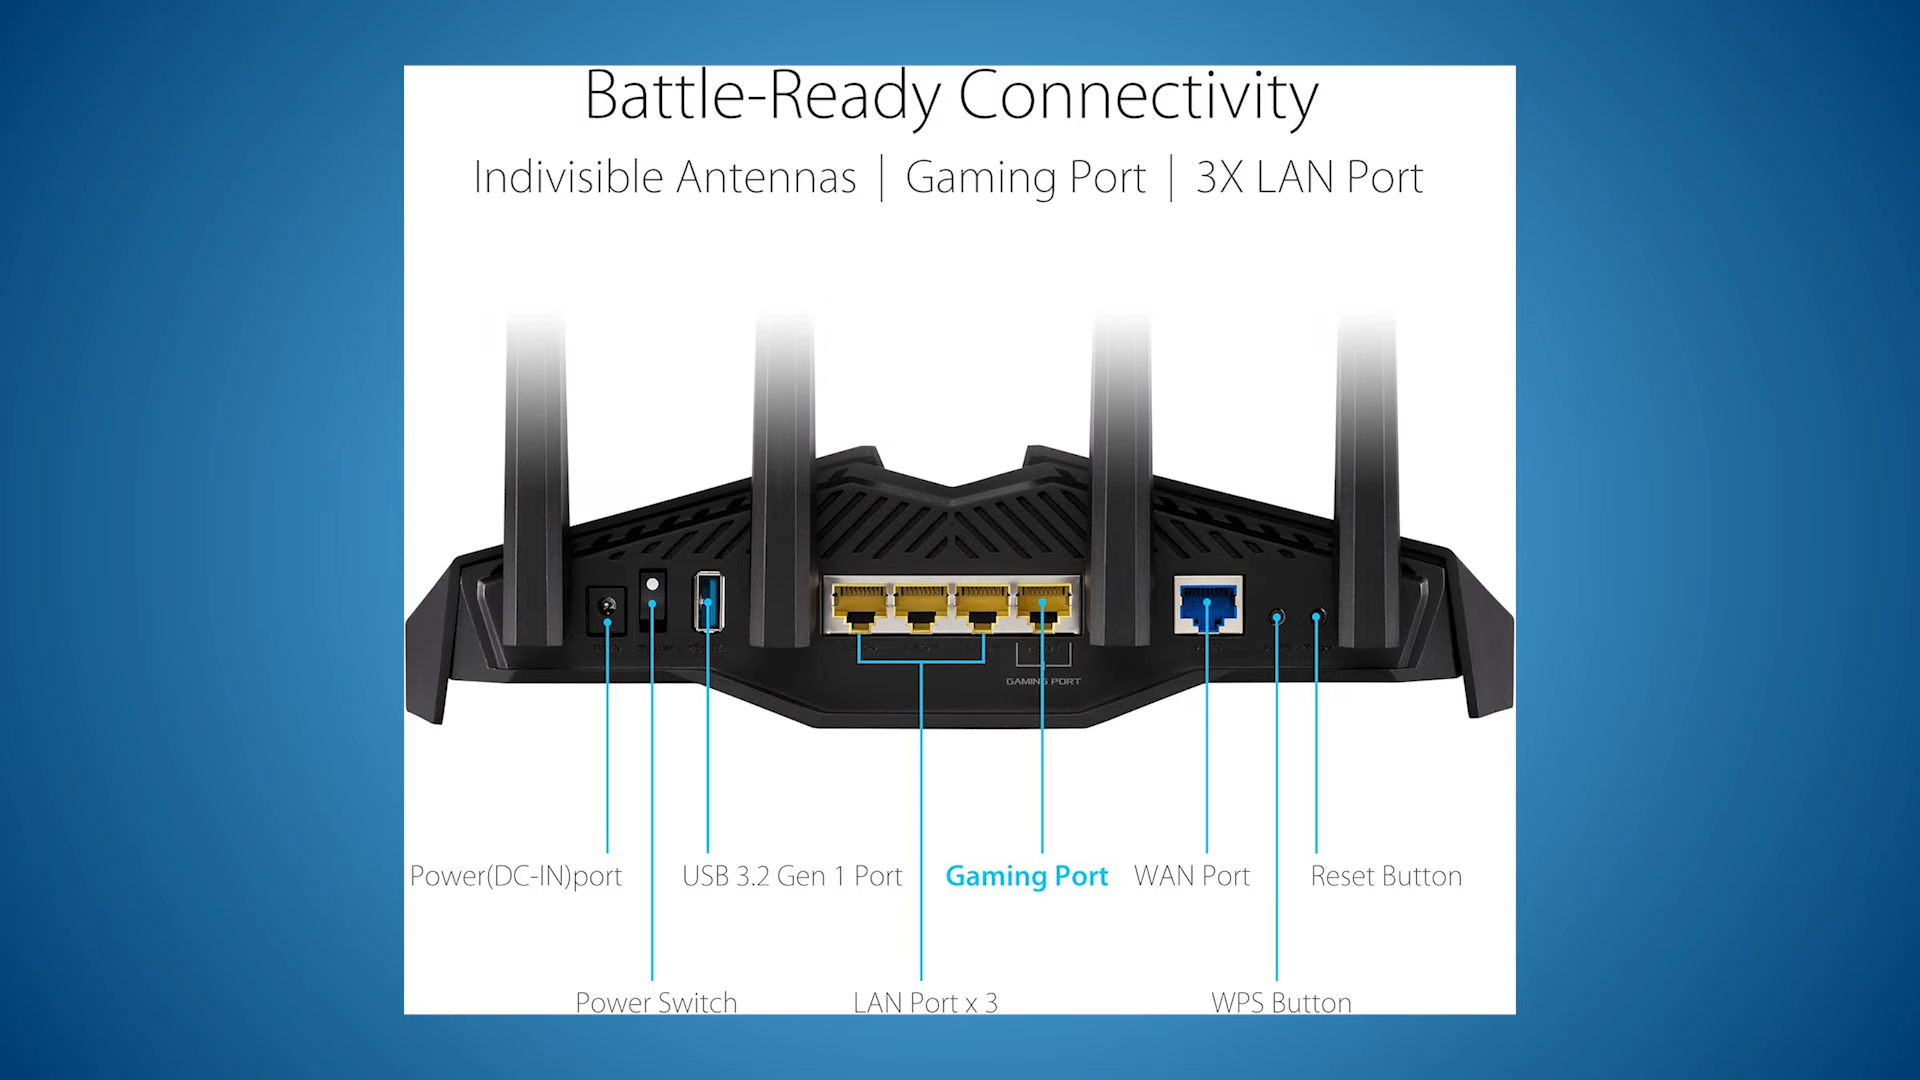 Battle-Ready Connectivity
Indivisible Antennas | Gaming Port | 3X LAN Port
GAMING PORT
Power(DC-IN)port
USB 3.2 Gen 1 Port
Gaming Port
WAN Port
Reset Button
Power Switch
LAN Port x 3
WPS Button